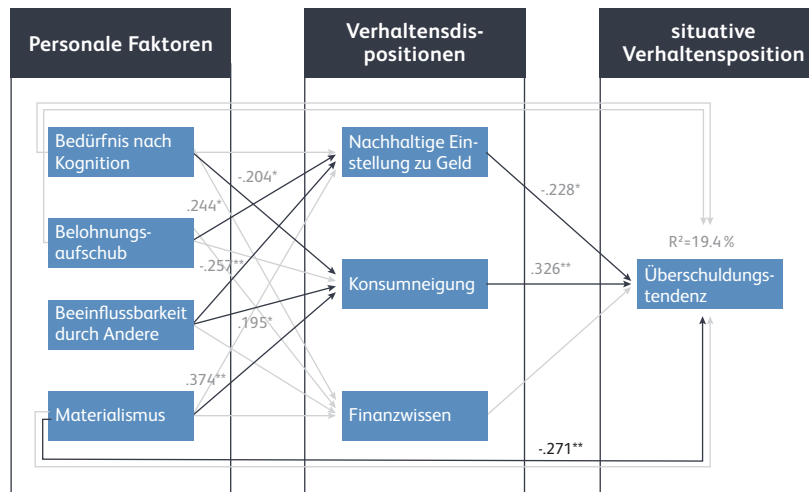 Personale Faktoren
Verhaltensdis-
positionen
situative
Verhaltensposition
Bedürfnis nach
Kognition
Nachhaltige Ein-
stellung zu Geld
-.204*
-.228*
.244*
Belohnungs-
aufschub
R²=19.4 %
-.257**
Konsumneigung
.326**
Überschuldungs-
tendenz
Beeinflussbarkeit
durch Andere
.195*
.374**
Materialismus
Finanzwissen
-.271**